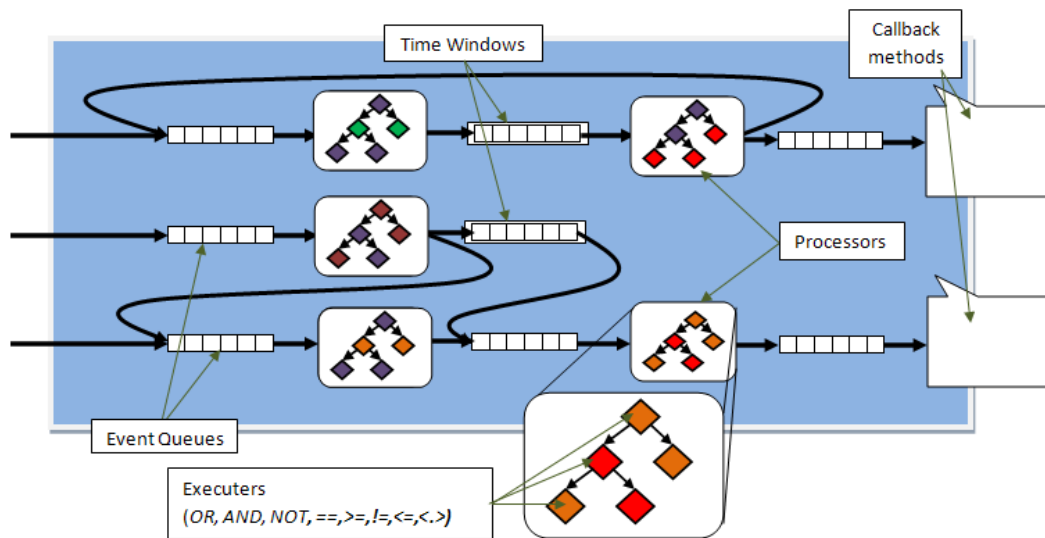 Time Windows
Callback
methods
Processors
Event Queues
Executers
(OR, AND, NOT, ==,>=,!=,<=,<.>)